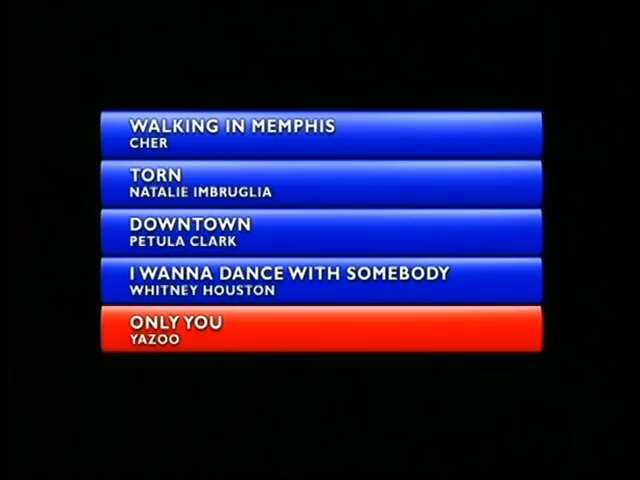 WALKING IN MEMPHIS
CHER
TORN
NATALIE IMBRUGLIA
DOWNTOWN
PETULA CLARK
I WANNA DANCE WITH SOMEBODY
WHITNEY HOUSTON
ONLY YOU
YAZOO